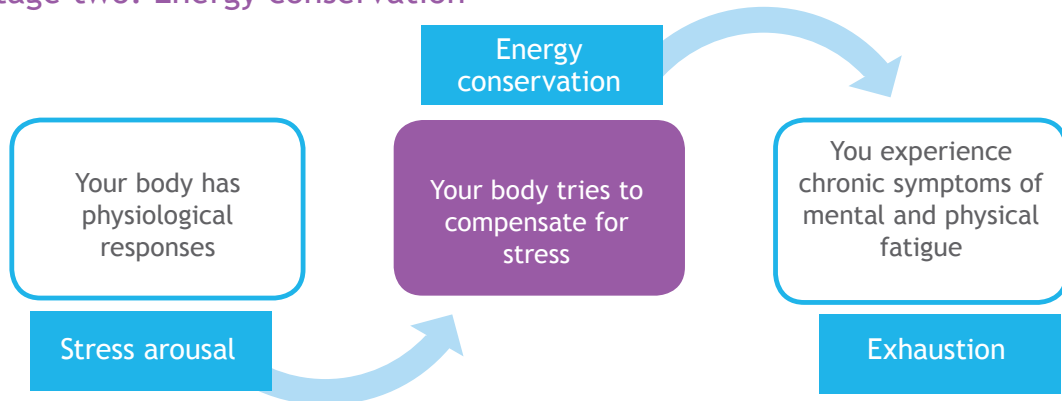 Stage two: Energy conservation
Energy
conservation
Your body has
physiological
responses
Stress arousal
Your body tries to
compensate for
stress
You experience
chronic symptoms of
mental and physical
fatigue
Exhaustion